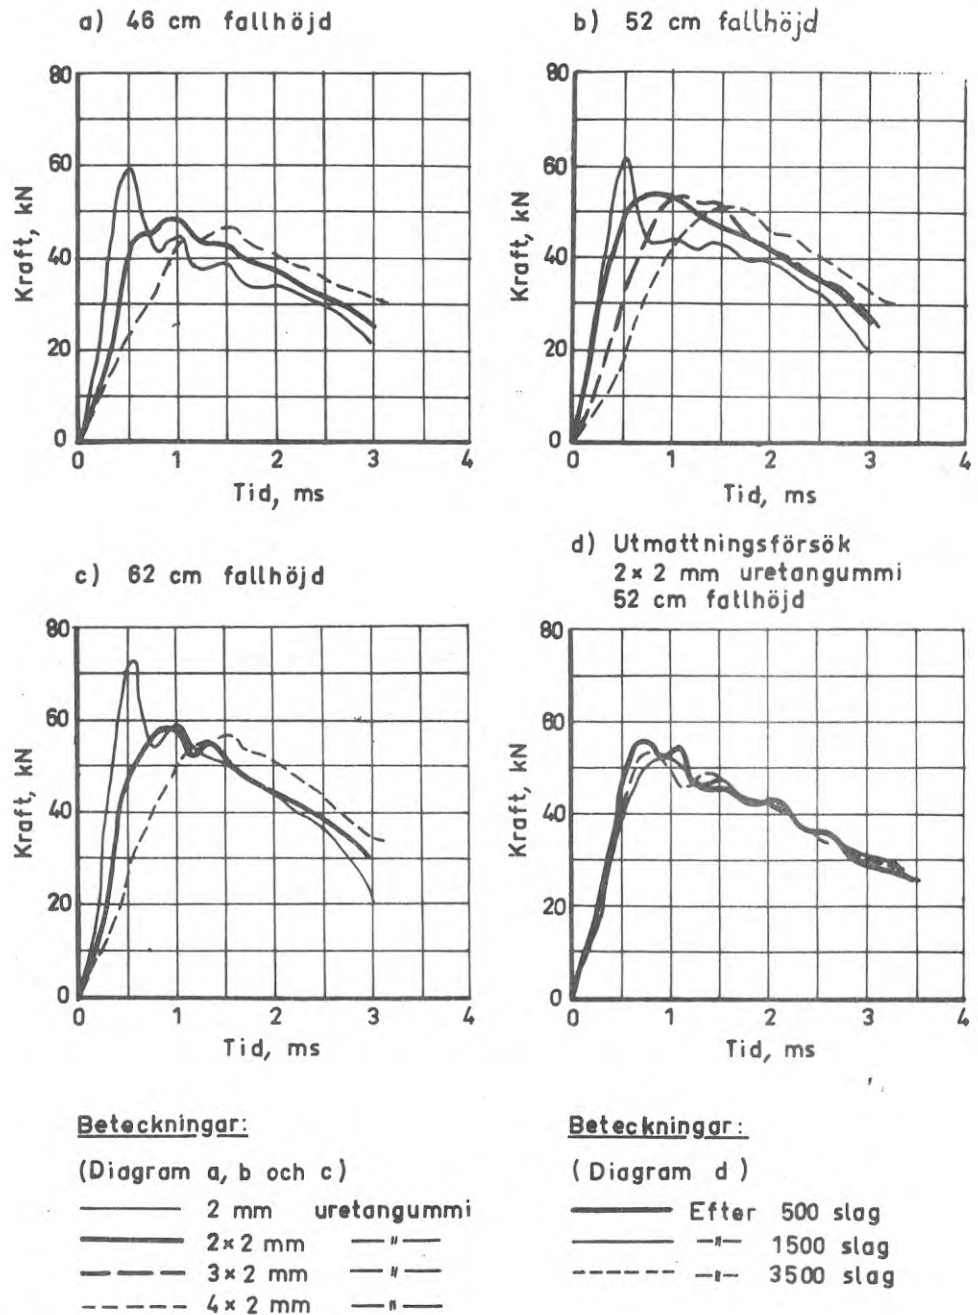 a) 46 cm fallhöjd
80
60
40
20
0
Kraft, kN
0 1 2 3 4
Tid, ms
b) 52 cm fallhöjd
80
60
40
20
0
Kraft, kN
0 1 2 3 4
Tid, ms
c) 62 cm fallhöjd
80
60
40
20
0
Kraft, kN
0 1 2 3 4
Tid, ms
d) Utmattningsförsök
2×2 mm uretangummi
52 cm fallhöjd
80
60
40
20
0
Kraft, kN
0 1 2 3 4
Tid, ms
Beteckningar:
(Diagram a, b och c)
2 mm uretangummi
2×2 mm —"—
3×2 mm —"—
4×2 mm —"—
Beteckningar:
(Diagram d)
Efter 500 slag
—"— 1500 slag
—"— 3500 slag